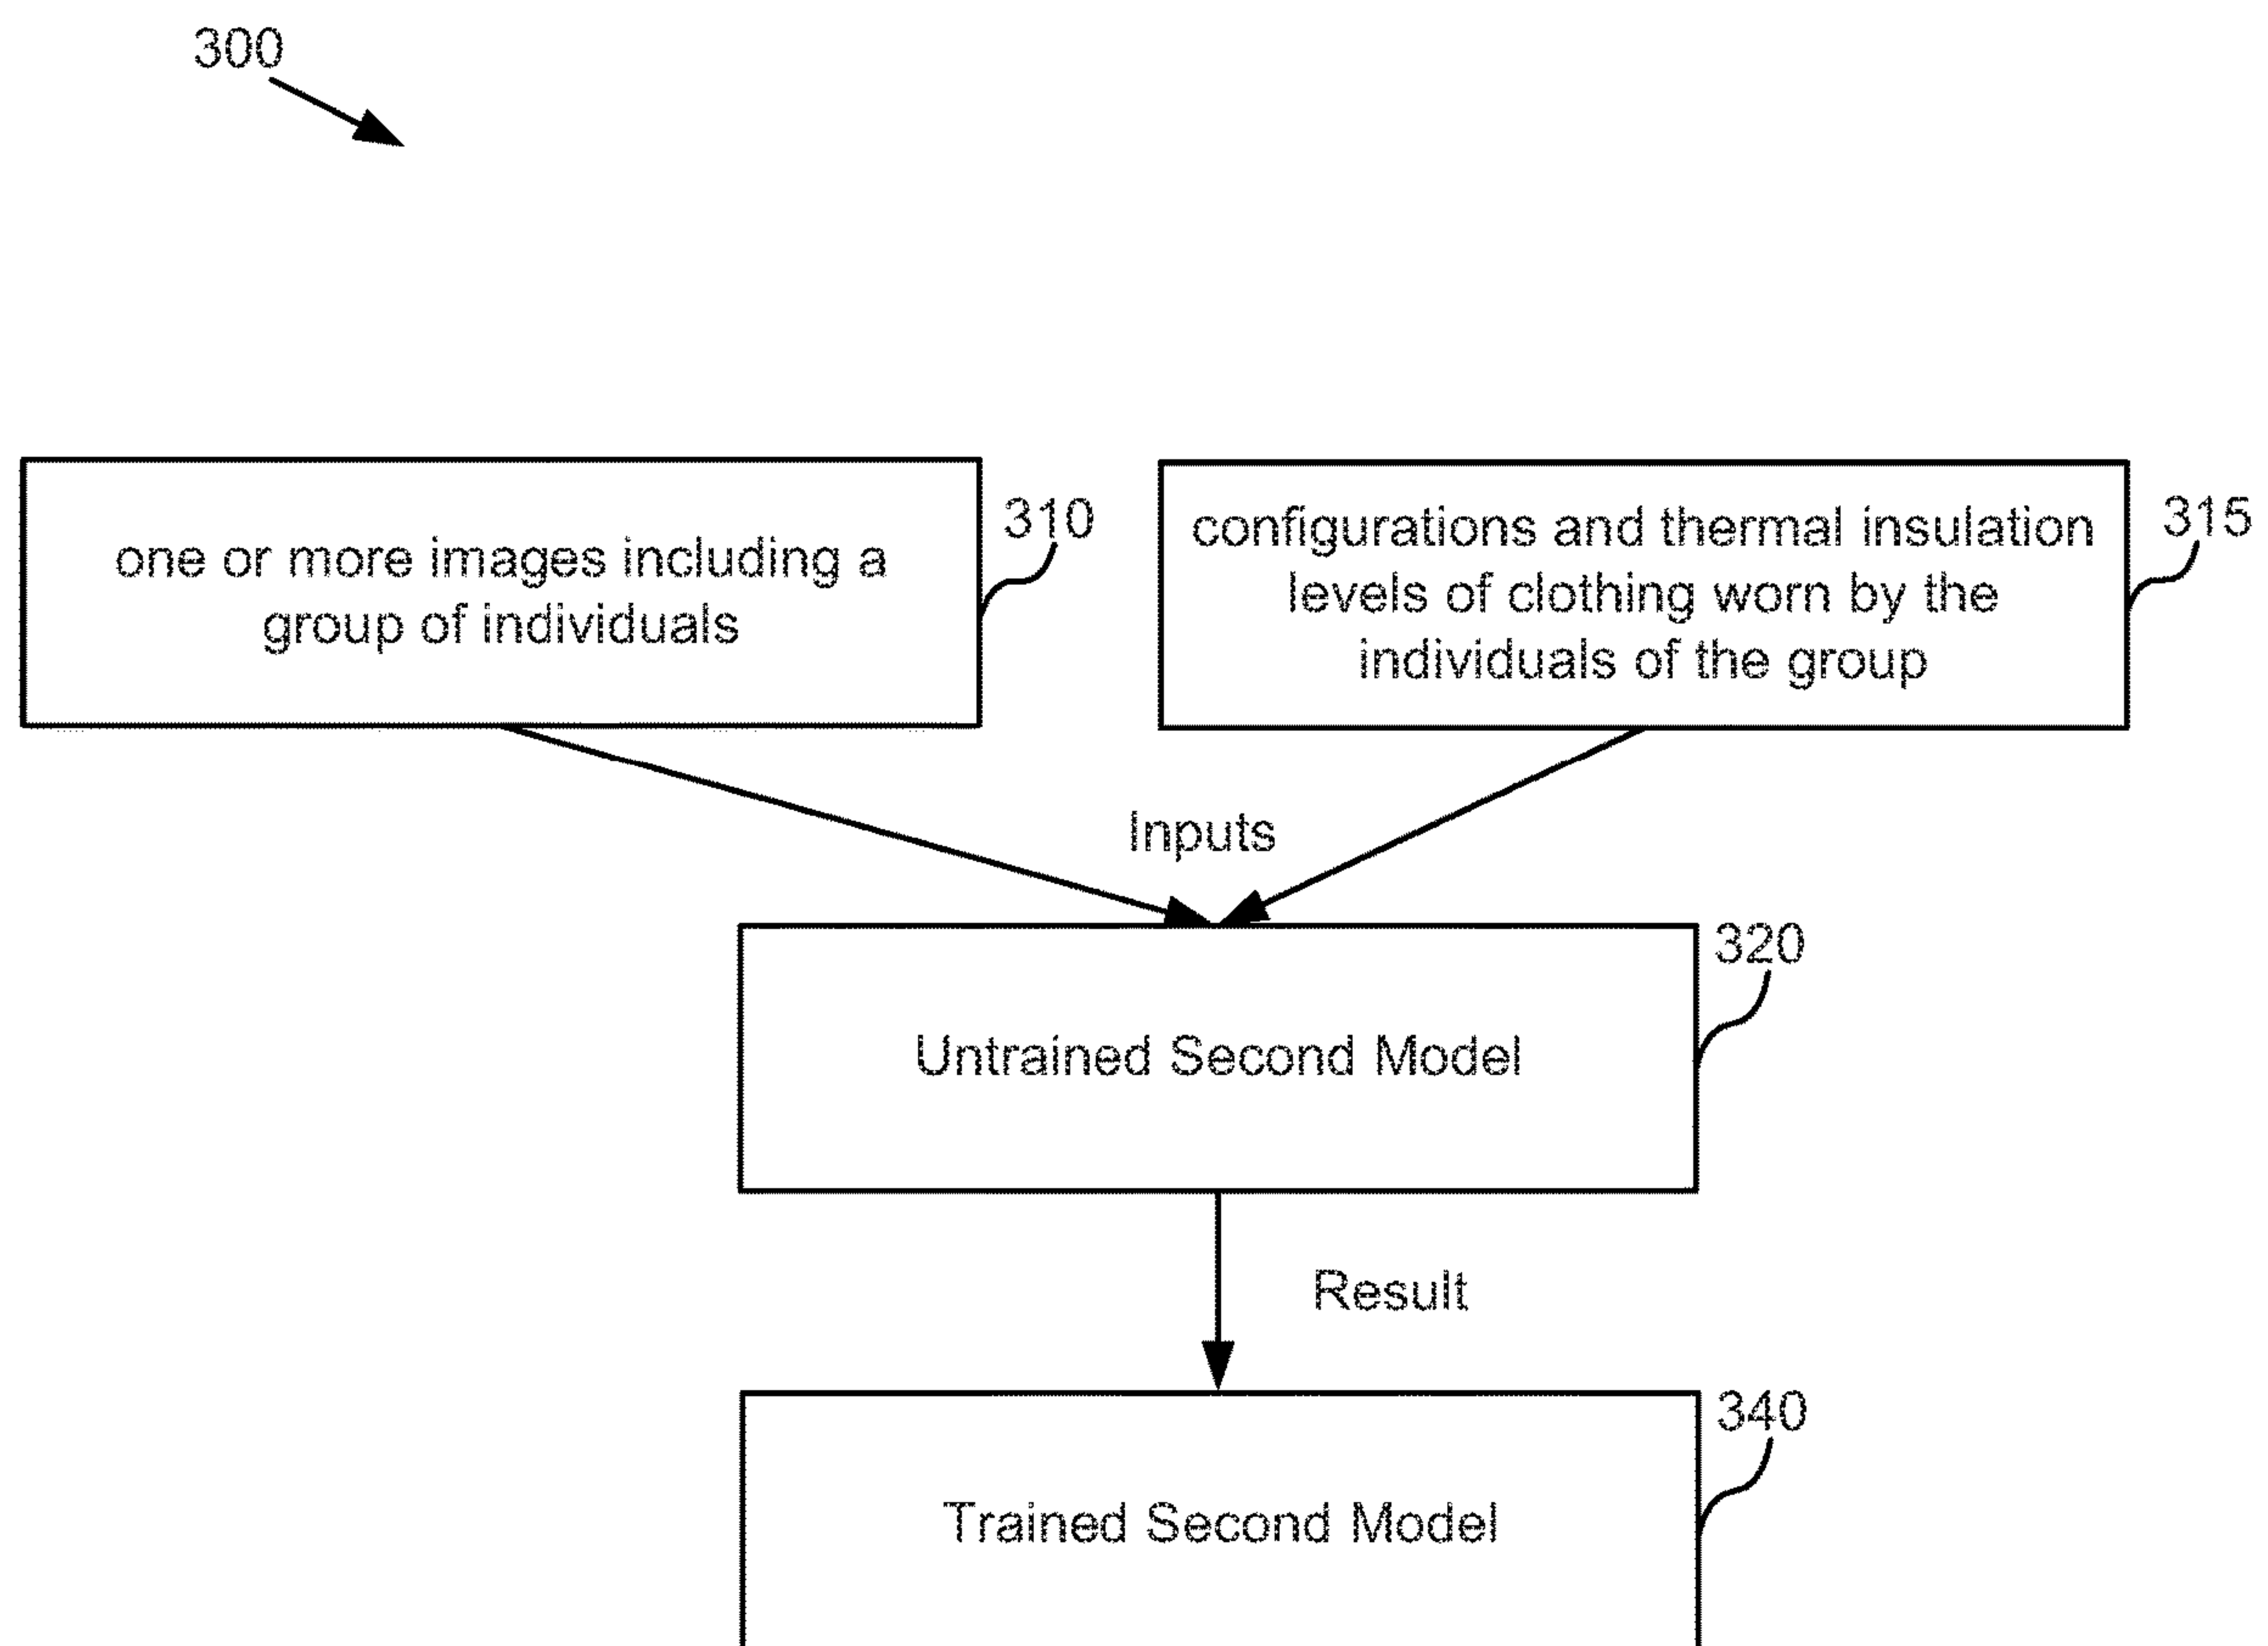 300
one or more images including a
group of individuals
310
configurations and thermal insulation
levels of clothing worn by the
individuals of the group
315
Inputs
320
Untrained Second Model
Result
340
Trained Second Model